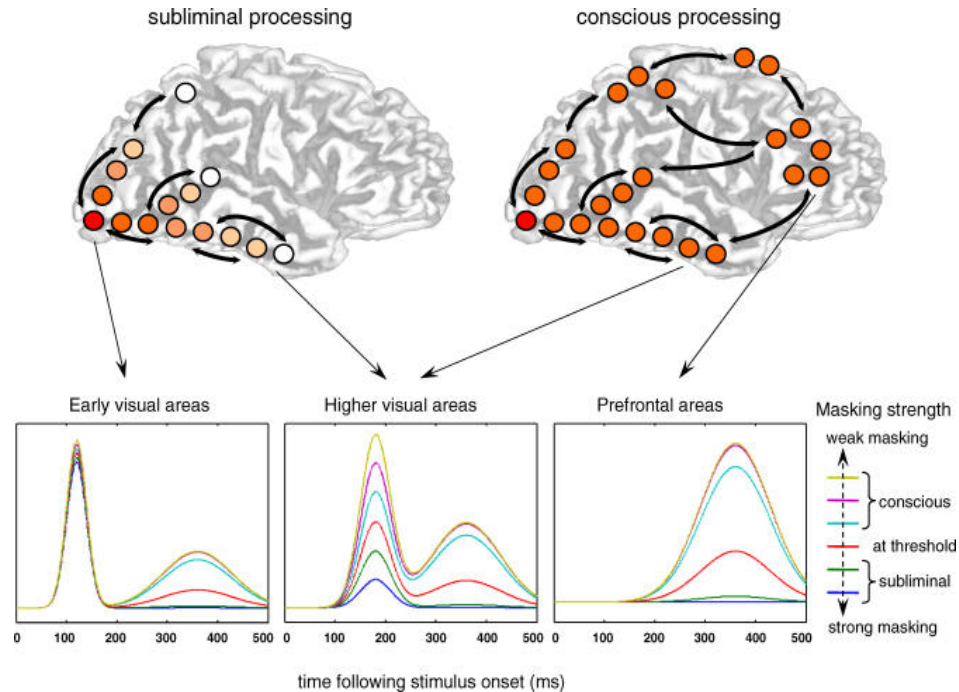 subliminal processing
conscious processing
Early visual areas
Higher visual areas
Prefrontal areas
Masking strength
weak masking
conscious
at threshold
subliminal
strong masking
0 100 200 300 400 500
0 100 200 300 400 500
0 100 200 300 400 500
time following stimulus onset (ms)